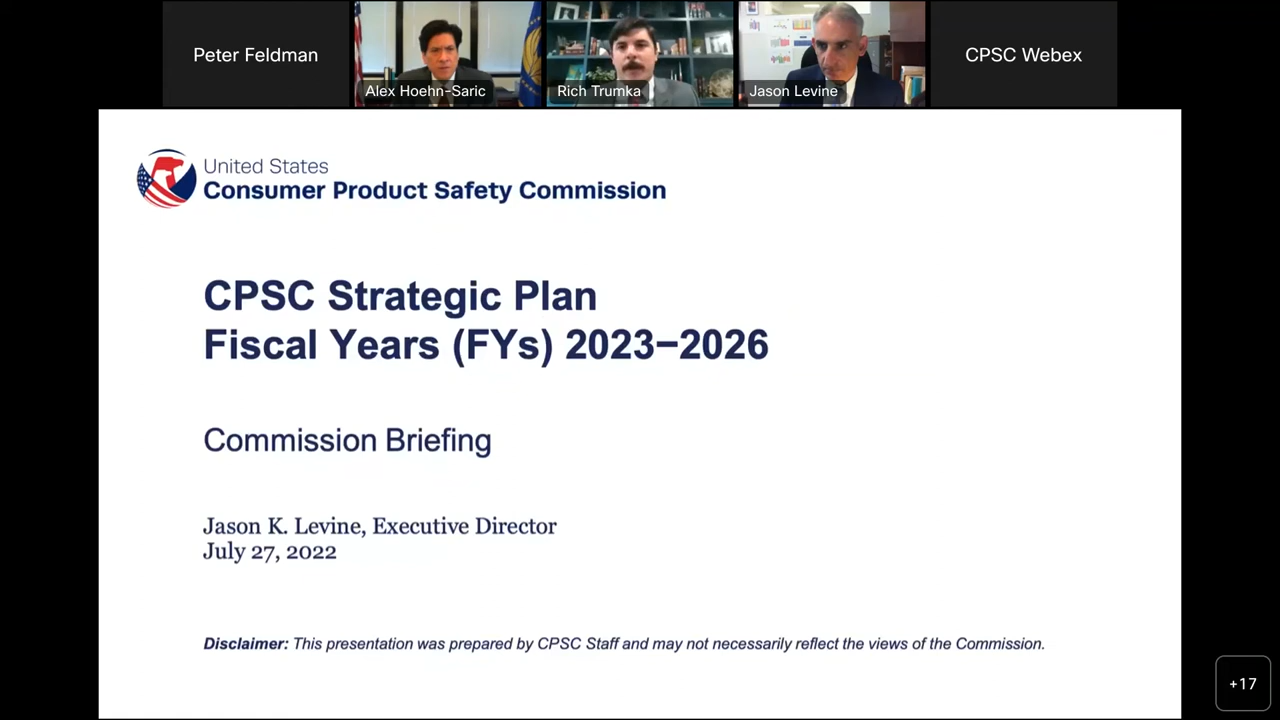 Peter Feldman
Alex Hoehn-Saric
Rich Trumka
Jason Levine
CPSC Webex
United States
Consumer Product Safety Commission
CPSC Strategic Plan
Fiscal Years (FYs) 2023–2026
Commission Briefing
Jason K. Levine, Executive Director
July 27, 2022
Disclaimer: This presentation was prepared by CPSC Staff and may not necessarily reflect the views of the Commission.
+17